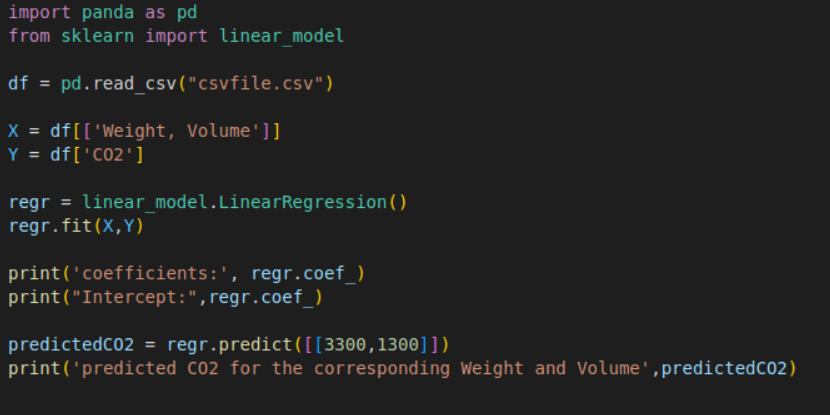 import panda as pd
from sklearn import linear_model
df = pd.read_csv("csvfile.csv")
X = df[['Weight, Volume']]
Y = df['CO2']
regr = linear_model.LinearRegression()
regr.fit(X,Y)
print('coefficients:', regr.coef_)
print("Intercept:",regr.coef_)
predictedCO2 = regr.predict([[3300,1300]])
print('predicted CO2 for the corresponding Weight and Volume',predictedCO2)